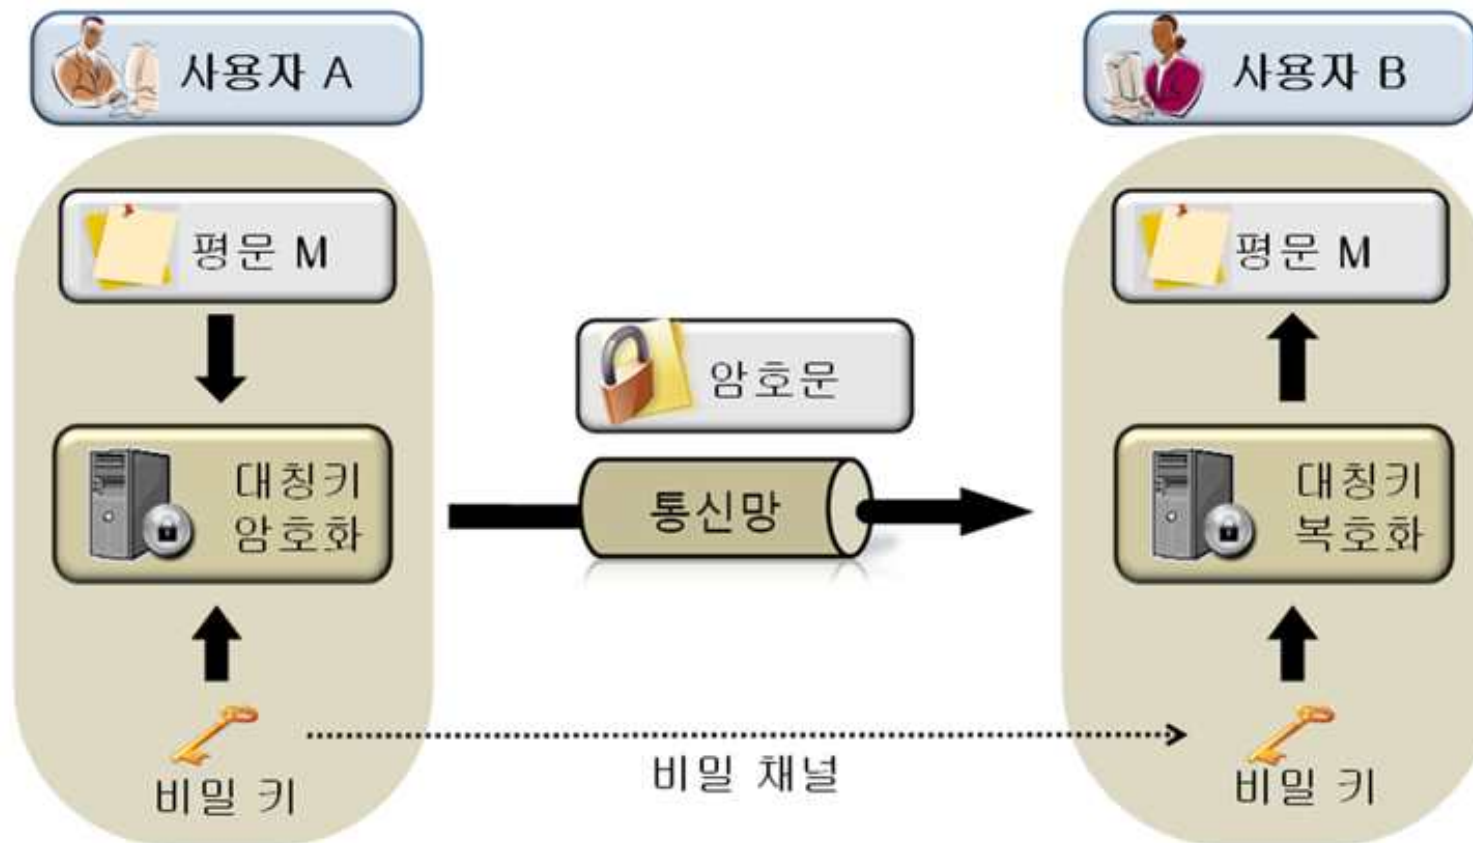 사용자 A
사용자 B
평문 M
평문 M
암호문
대칭키
암호화
통신망
대칭키
복호화
비밀 키
비밀 채널
비밀 키